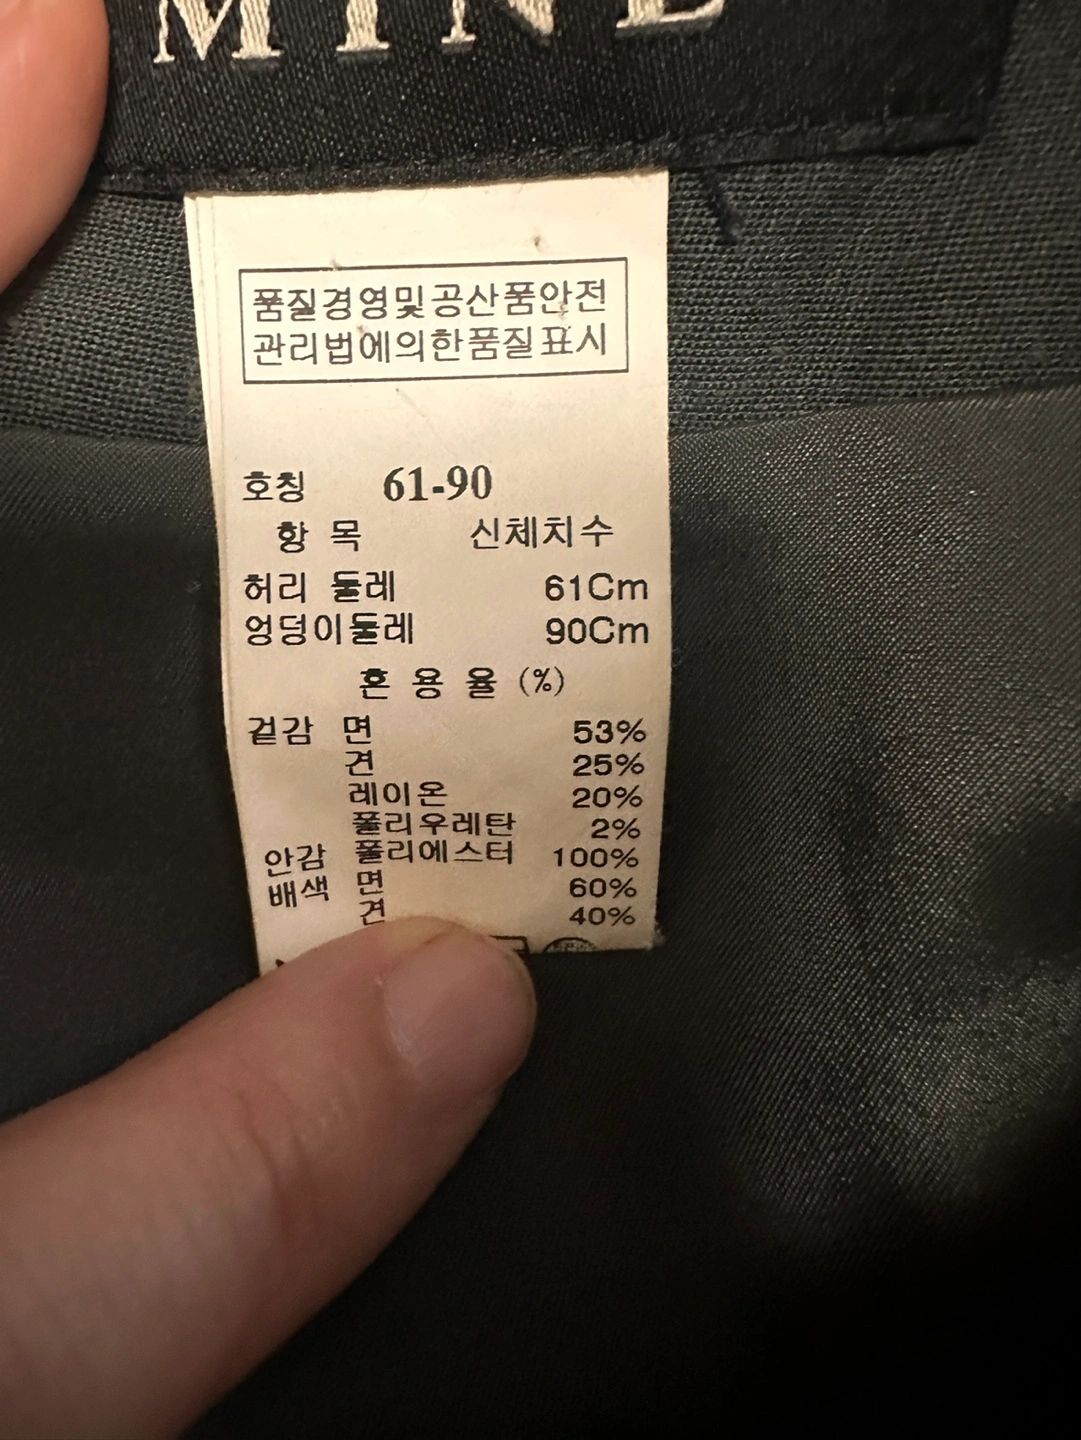 MINE
품질경영및공산품안전
관리법에의한품질표시
호칭 61-90
항 목 신체치수
허리 둘레 61Cm
엉덩이둘레 90Cm
혼 용 율 (%)
겉감 면 53%
견 25%
레이온 20%
폴리우레탄 2%
안감 폴리에스터 100%
배색 면 60%
견 40%